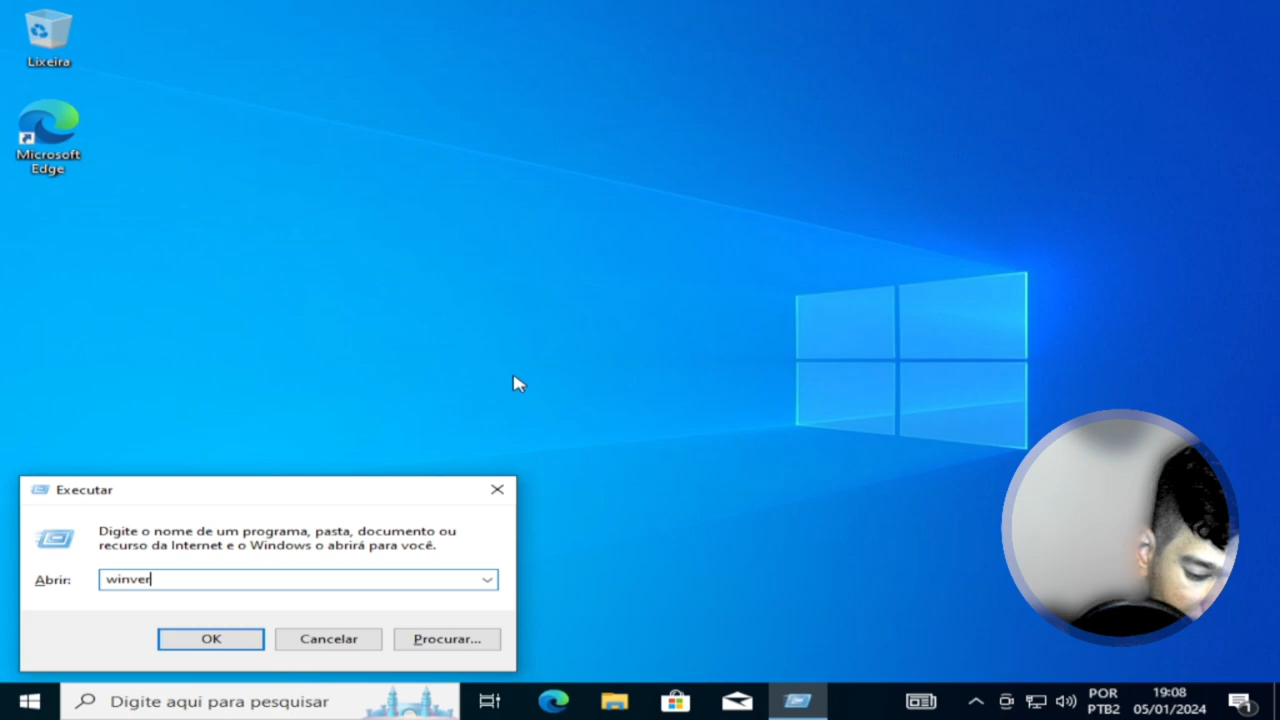 Lixeira
Microsoft
Edge
Executar
Digite o nome de um programa, pasta, documento ou
recurso da Internet e o Windows o abrirá para você.
Abrir:
winver
OK
Cancelar
Procurar...
Digite aqui para pesquisar
POR
PTB2
19:08
05/01/2024
1